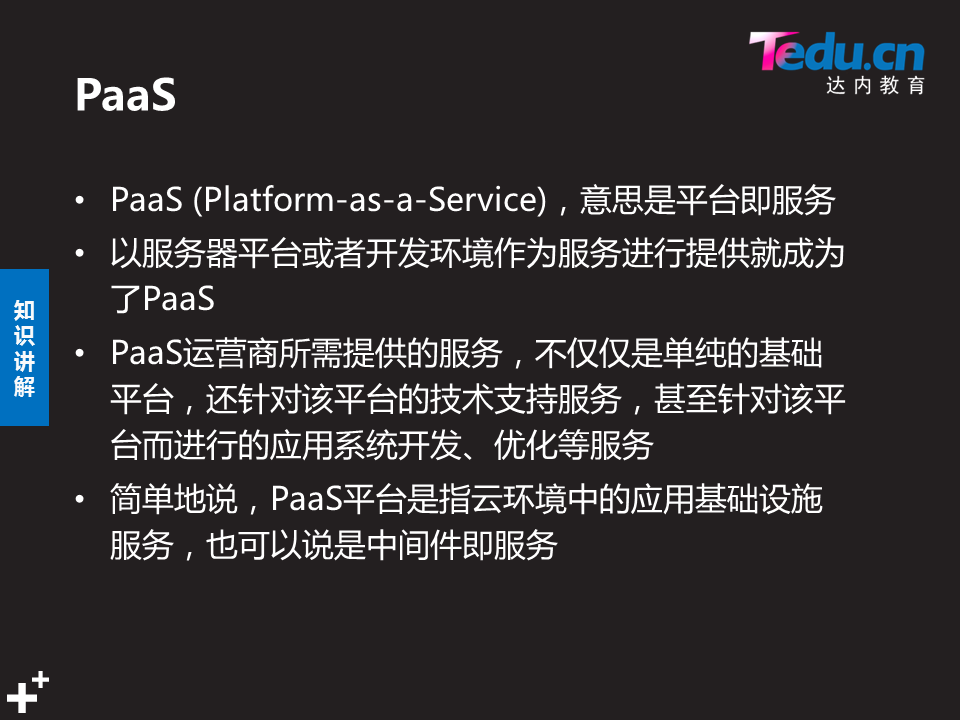 Tedu.cn
达内教育
PaaS
• PaaS (Platform-as-a-Service)，意思是平台即服务
• 以服务器平台或者开发环境作为服务进行提供就成为
了PaaS
• PaaS运营商所需提供的服务，不仅仅是单纯的基础
平台，还针对该平台的技术支持服务，甚至针对该平
台而进行的应用系统开发、优化等服务
• 简单地说，PaaS平台是指云环境中的应用基础设施
服务，也可以说是中间件即服务
知
识
讲
解